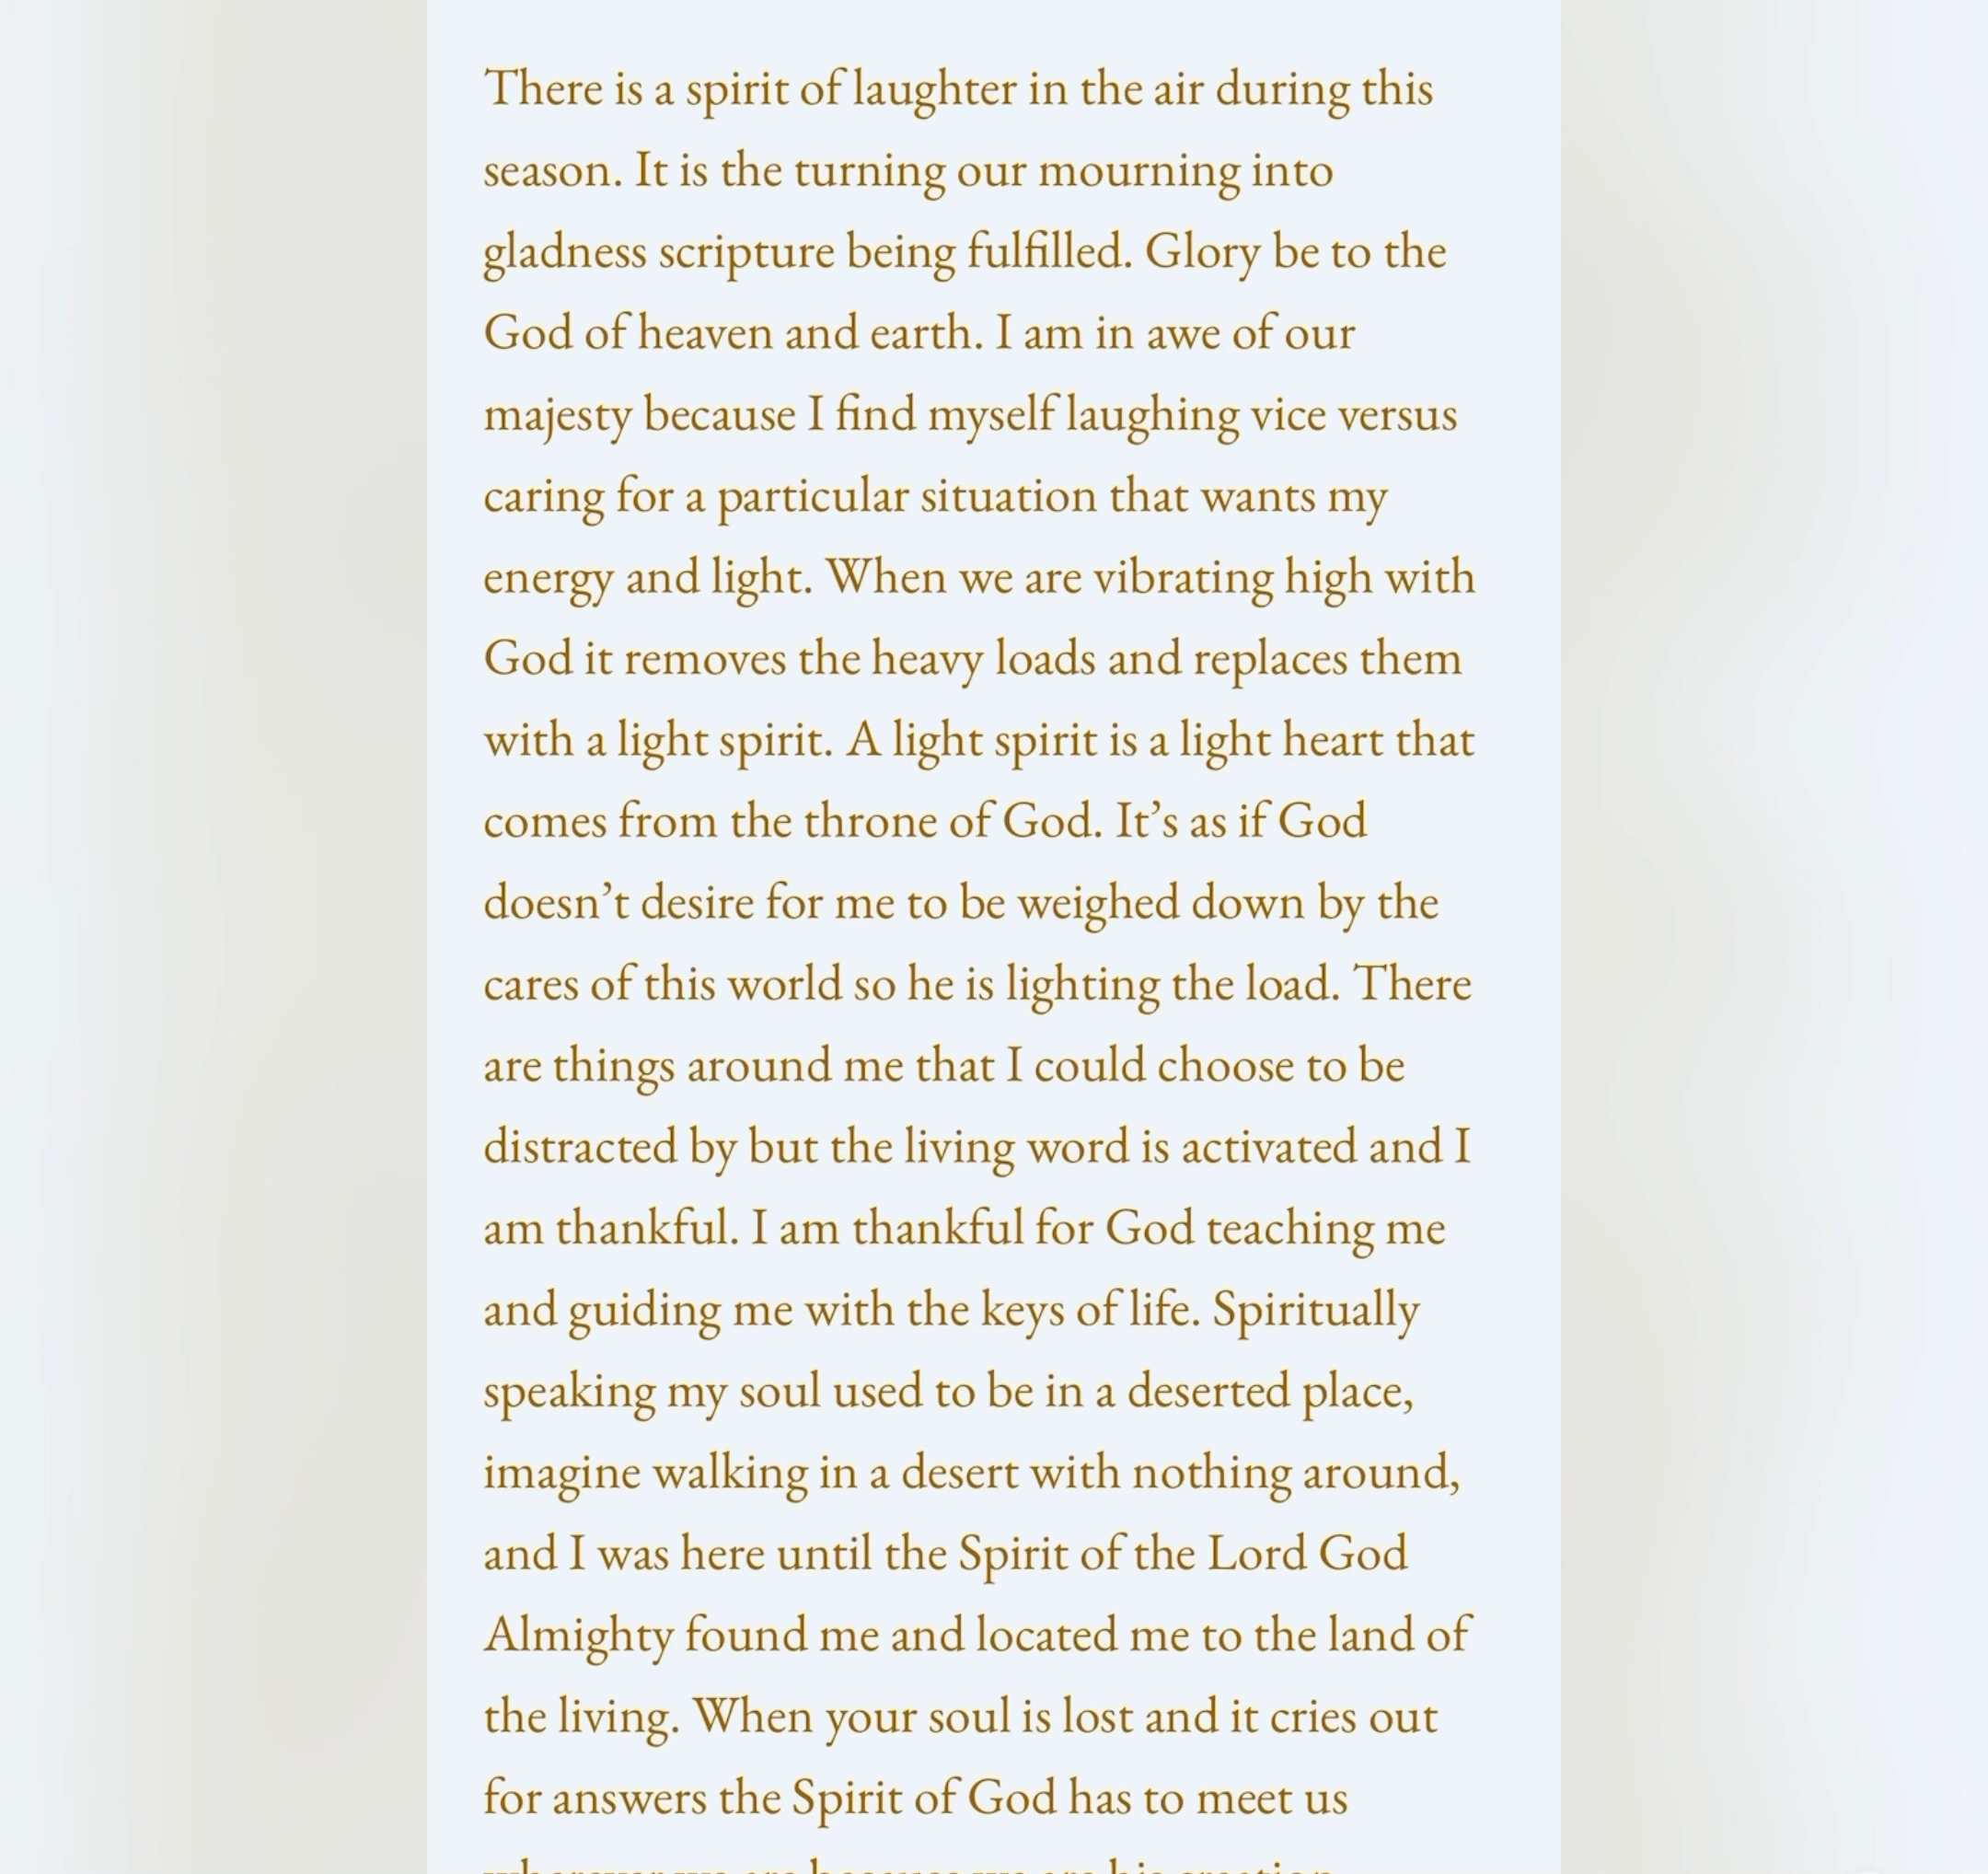 There is a spirit of laughter in the air during this
season. It is the turning our mourning into
gladness scripture being fulfilled. Glory be to the
God of heaven and earth. I am in awe of our
majesty because I find myself laughing vice versus
caring for a particular situation that wants my
energy and light. When we are vibrating high with
God it removes the heavy loads and replaces them
with a light spirit. A light spirit is a light heart that
comes from the throne of God. It’s as if God
doesn’t desire for me to be weighed down by the
cares of this world so he is lighting the load. There
are things around me that I could choose to be
distracted by but the living word is activated and I
am thankful. I am thankful for God teaching me
and guiding me with the keys of life. Spiritually
speaking my soul used to be in a deserted place,
imagine walking in a desert with nothing around,
and I was here until the Spirit of the Lord God
Almighty found me and located me to the land of
the living. When your soul is lost and it cries out
for answers the Spirit of God has to meet us
wherever we are because we are his creation